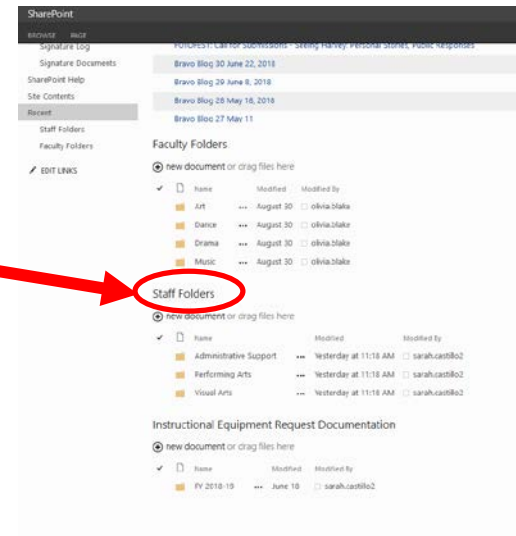 SharePoint
BROWSE PAGE
Signature Log
Signature Documents
SharePoint Help
Site Contents
Recent
Staff Folders
Faculty Folders
EDIT LINKS
FOTOFEST: Call for Submissions - Seeing Harvey: Personal Stories, Public Responses
Bravo Blog 30 June 22, 2018
Bravo Blog 29 June 8, 2018
Bravo Blog 28 May 16, 2018
Bravo Blog 27 May 11
Faculty Folders
new document or drag files here
Name Modified Modified By
Art ... August 30 olivia.blake
Dance ... August 30 olivia.blake
Drama ... August 30 olivia.blake
Music ... August 30 olivia.blake
Staff Folders
new document or drag files here
Name Modified Modified By
Administrative Support ... Yesterday at 11:18 AM sarah.castillo2
Performing Arts ... Yesterday at 11:18 AM sarah.castillo2
Visual Arts ... Yesterday at 11:18 AM sarah.castillo2
Instructional Equipment Request Documentation
new document or drag files here
Name Modified Modified By
FY 2018-19 ... June 18 sarah.castillo2